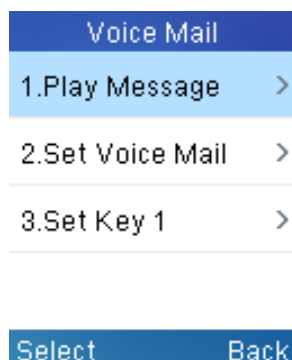 Voice Mail
1.Play Message
2.Set Voice Mail
3.Set Key 1
Select Back